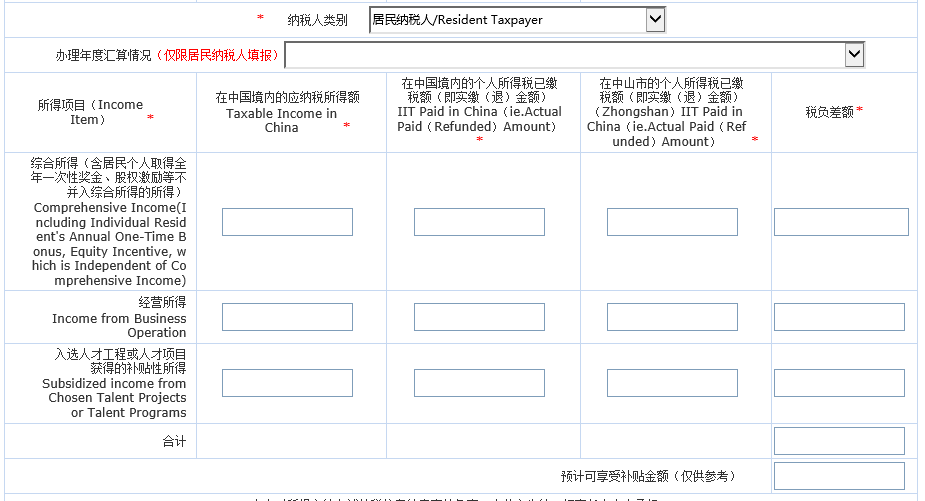 * 纳税人类别 居民纳税人/Resident Taxpayer
办理年度汇算情况（仅限居民纳税人填报）
所得项目（Income
Item） *
在中国境内的应纳税所得额
Taxable Income in
China *
在中国境内的个人所得税已缴
税额（即实缴（退）金额）
IIT Paid in China（ie.Actual
Paid（Refunded）Amount）
*
在中山市的个人所得税已缴
税额（即实缴（退）金额）
（Zhongshan）IIT Paid in
China（ie.Actual Paid（Ref
unded）Amount） *
税负差额 *
综合所得（含居民个人取得全
年一次性奖金、股权激励等不
并入综合所得的所得）
Comprehensive Income(I
ncluding Individual Resid
ent's Annual One-Time B
onus, Equity Incentive, w
hich is Independent of Co
mprehensive Income)
经营所得
Income from Business
Operation
入选人才工程或人才项目
获得的补贴性所得
Subsidized income from
Chosen Talent Projects
or Talent Programs
合计
预计可享受补贴金额（仅供参考）